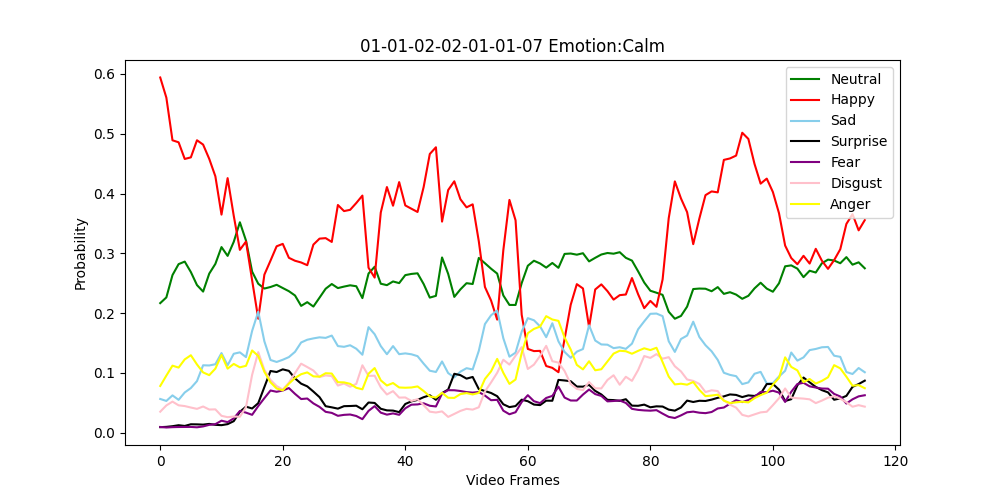 01-01-02-02-01-01-07 Emotion:Calm
Probability
0.6
0.5
0.4
0.3
0.2
0.1
0.0
0
20
40
60
80
100
120
Video Frames
Neutral
Happy
Sad
Surprise
Fear
Disgust
Anger